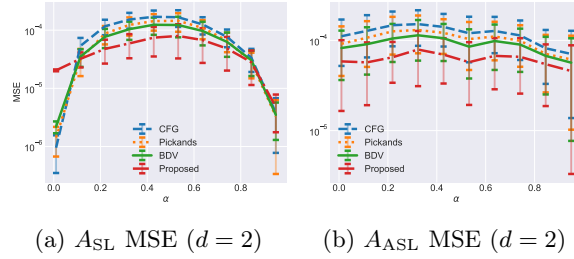 10⁻⁴
10⁻⁵
10⁻⁶
MSE
CFG
Pickands
BDV
Proposed
0.0 0.2 0.4 0.6 0.8
α
(a) A_SL MSE (d = 2)
10⁻⁴
10⁻⁵
CFG
Pickands
BDV
Proposed
0.0 0.2 0.4 0.6 0.8
α
(b) A_ASL MSE (d = 2)